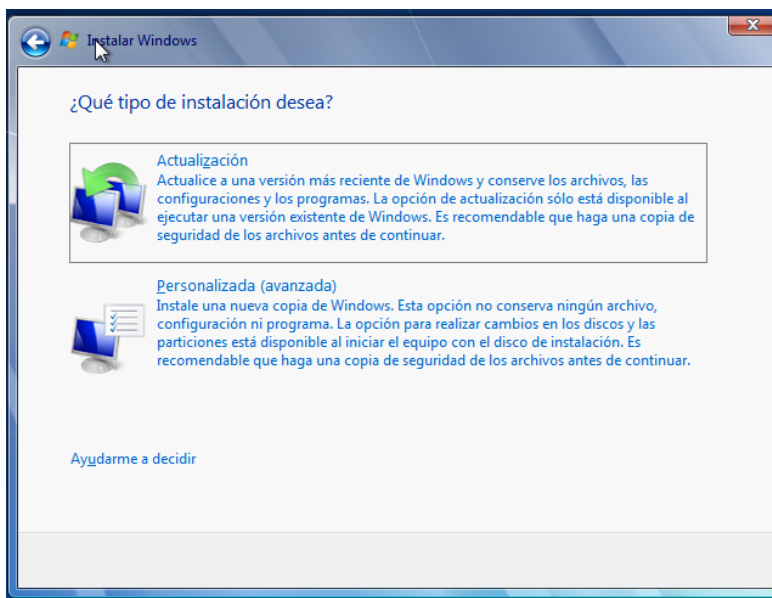 Instalar Windows
¿Qué tipo de instalación desea?
Actualización
Actualice a una versión más reciente de Windows y conserve los archivos, las
configuraciones y los programas. La opción de actualización sólo está disponible al
ejecutar una versión existente de Windows. Es recomendable que haga una copia de
seguridad de los archivos antes de continuar.
Personalizada (avanzada)
Instale una nueva copia de Windows. Esta opción no conserva ningún archivo,
configuración ni programa. La opción para realizar cambios en los discos y las
particiones está disponible al iniciar el equipo con el disco de instalación. Es
recomendable que haga una copia de seguridad de los archivos antes de continuar.
Ayudarme a decidir